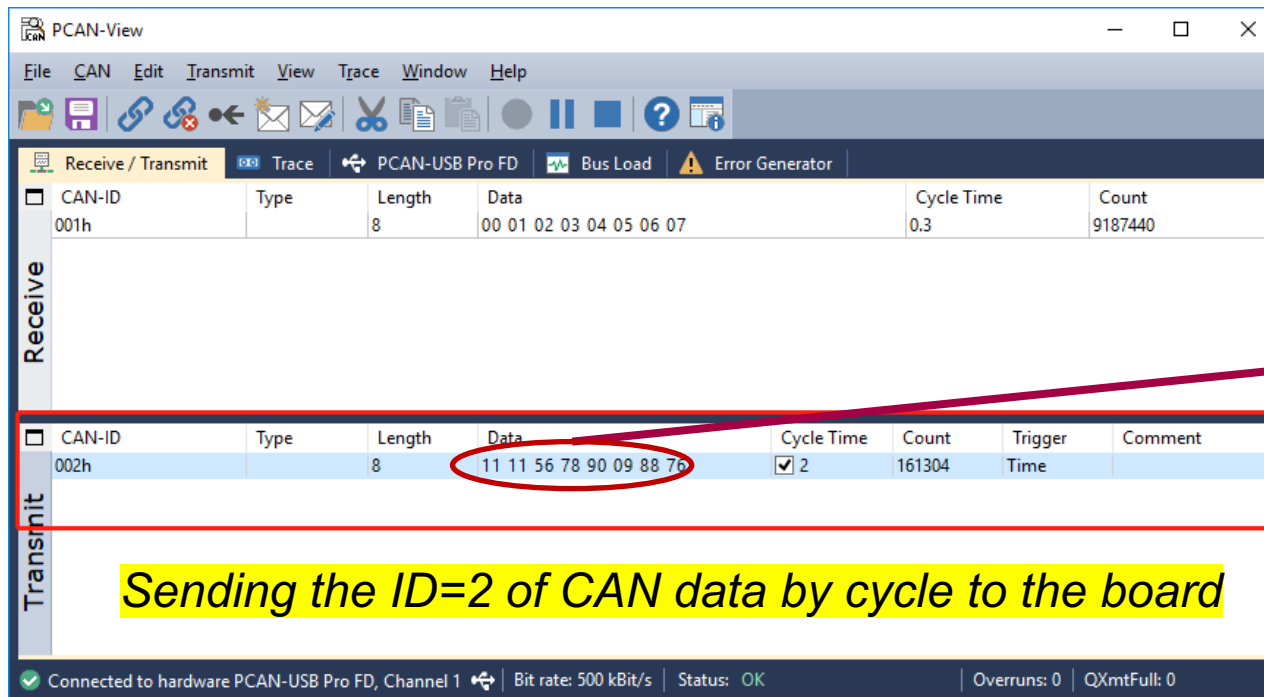 PCAN-View
File CAN Edit Transmit View Trace Window Help
Receive / Transmit Trace PCAN-USB Pro FD Bus Load Error Generator
CAN-ID Type Length Data Cycle Time Count
001h 8 00 01 02 03 04 05 06 07 0.3 9187440
Receive
CAN-ID Type Length Data Cycle Time Count Trigger Comment
002h 8 11 11 56 78 90 09 88 76 2 161304 Time
Transmit
Sending the ID=2 of CAN data by cycle to the board
Connected to hardware PCAN-USB Pro FD, Channel 1 Bit rate: 500 kBit/s Status: OK Overruns: 0 QXmtFull: 0